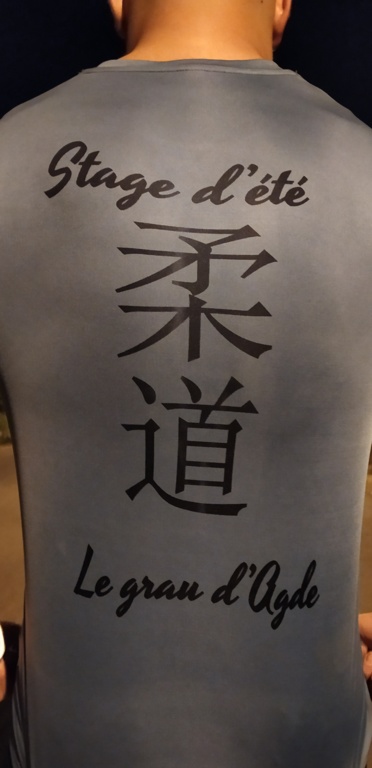 Stage d'été
柔
道
Le grau d'Agde